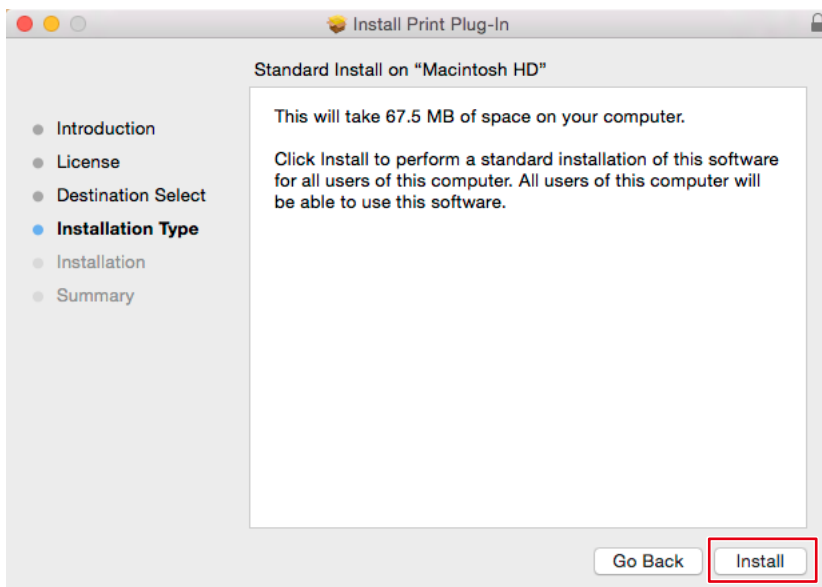 Install Print Plug-In
Standard Install on “Macintosh HD”
Introduction
License
Destination Select
Installation Type
Installation
Summary
This will take 67.5 MB of space on your computer.
Click Install to perform a standard installation of this software
for all users of this computer. All users of this computer will
be able to use this software.
Go Back
Install